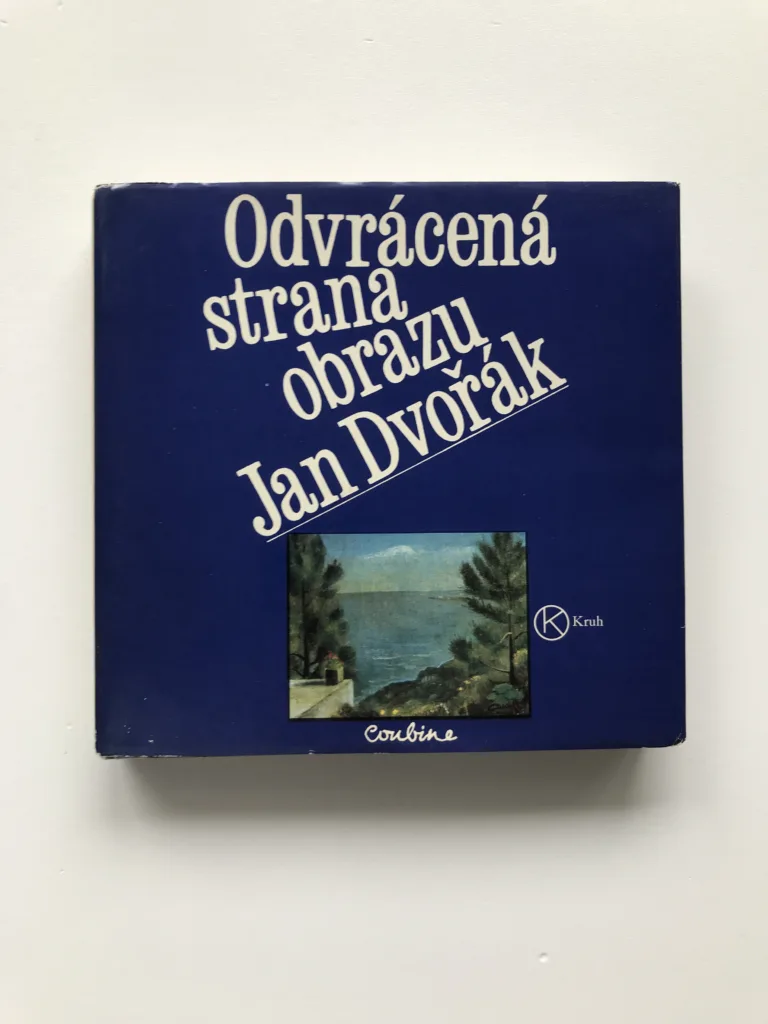 Odvrácená
strana
obrazu
Jan Dvořák
K Kruh
Coubine